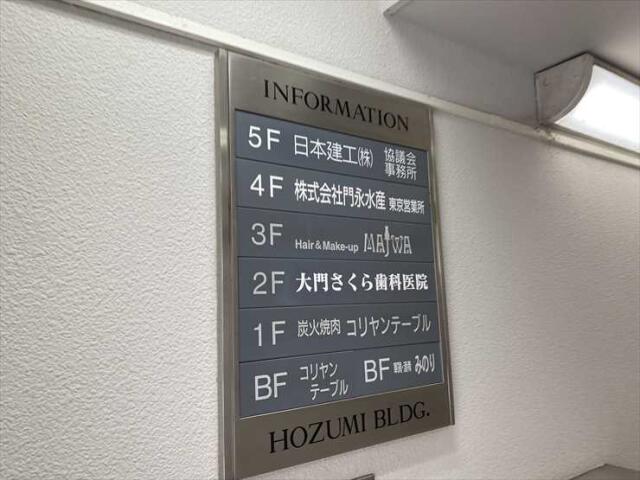 INFORMATION
5F 日本建工(株) 協議会
事務所
4F 株式会社門永水産 東京営業所
3F Hair & Make-up MAJWA
2F 大門さくら歯科医院
1F 炭火焼肉 コリヤンテーブル
BF コリヤン
テーブル
BF みのり
HOZUMI BLDG.